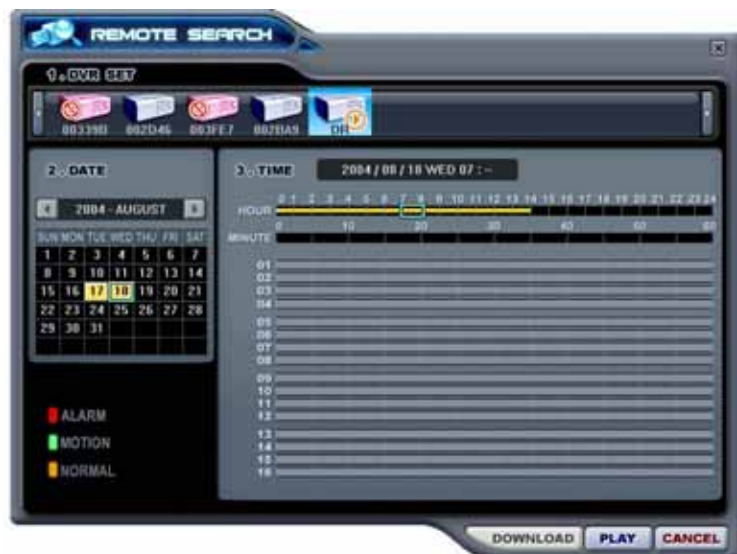 REMOTE SEARCH
1. DVR SET
00339B 002D46 003FE7 002BA9 DR
2. DATE
2004 - AUGUST
SUN MON TUE WED THU FRI SAT
1 2 3 4 5 6 7
8 9 10 11 12 13 14
15 16 17 18 19 20 21
22 23 24 25 26 27 28
29 30 31
ALARM
MOTION
NORMAL
3. TIME
2004 / 08 / 18 WED 07 : --
0 1 2 3 4 5 6 7 8 9 10 11 12 13 14 15 16 17 18 19 20 21 22 23 24
HOUR
0 10 20 30 40 50 60
MINUTE
01
02
03
04
05
06
07
08
09
10
11
12
13
14
15
16
DOWNLOAD PLAY CANCEL